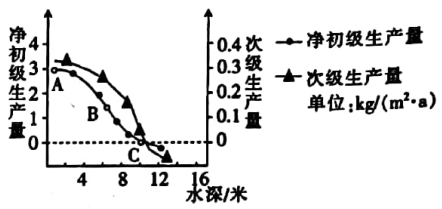 净初级生产量
4
3
2
1
0
A
B
C
4 8 12 16
水深/米
0.4
0.3
0.2
0.1
0
次级生产量
净初级生产量
次级生产量
单位:kg/(m²·a)